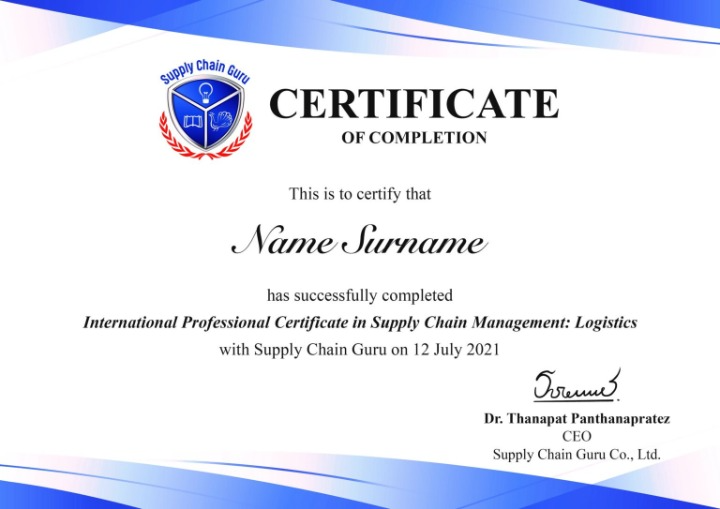 Supply Chain Guru
CERTIFICATE
OF COMPLETION
This is to certify that
Name Surname
has successfully completed
International Professional Certificate in Supply Chain Management: Logistics
with Supply Chain Guru on 12 July 2021
Dr. Thanapat Panthanapratez
CEO
Supply Chain Guru Co., Ltd.